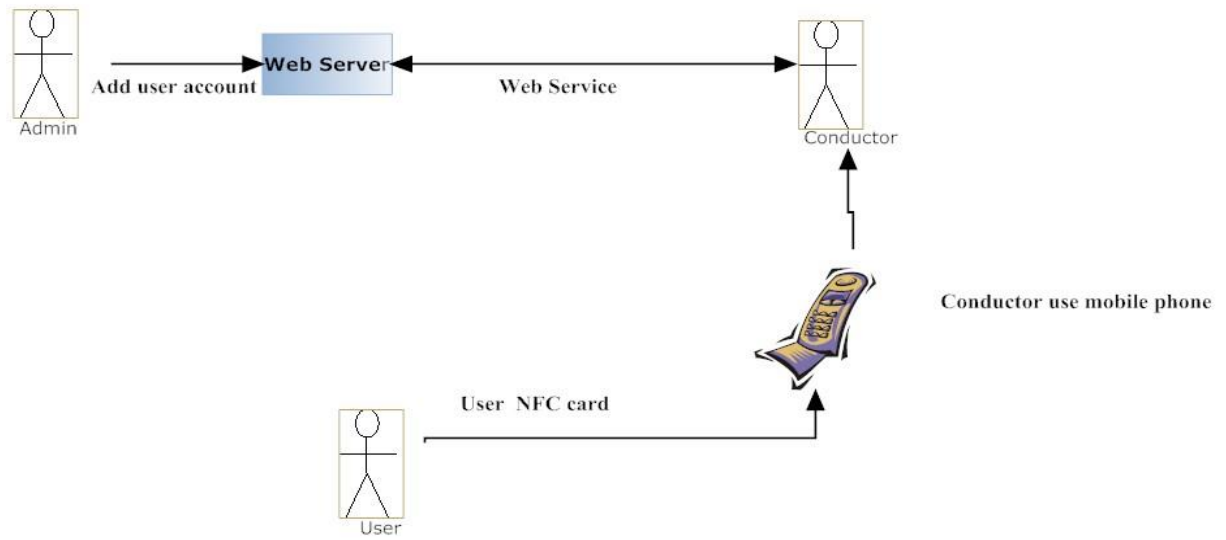 Web Server
Add user account
Web Service
Admin
Conductor
Conductor use mobile phone
User NFC card
User